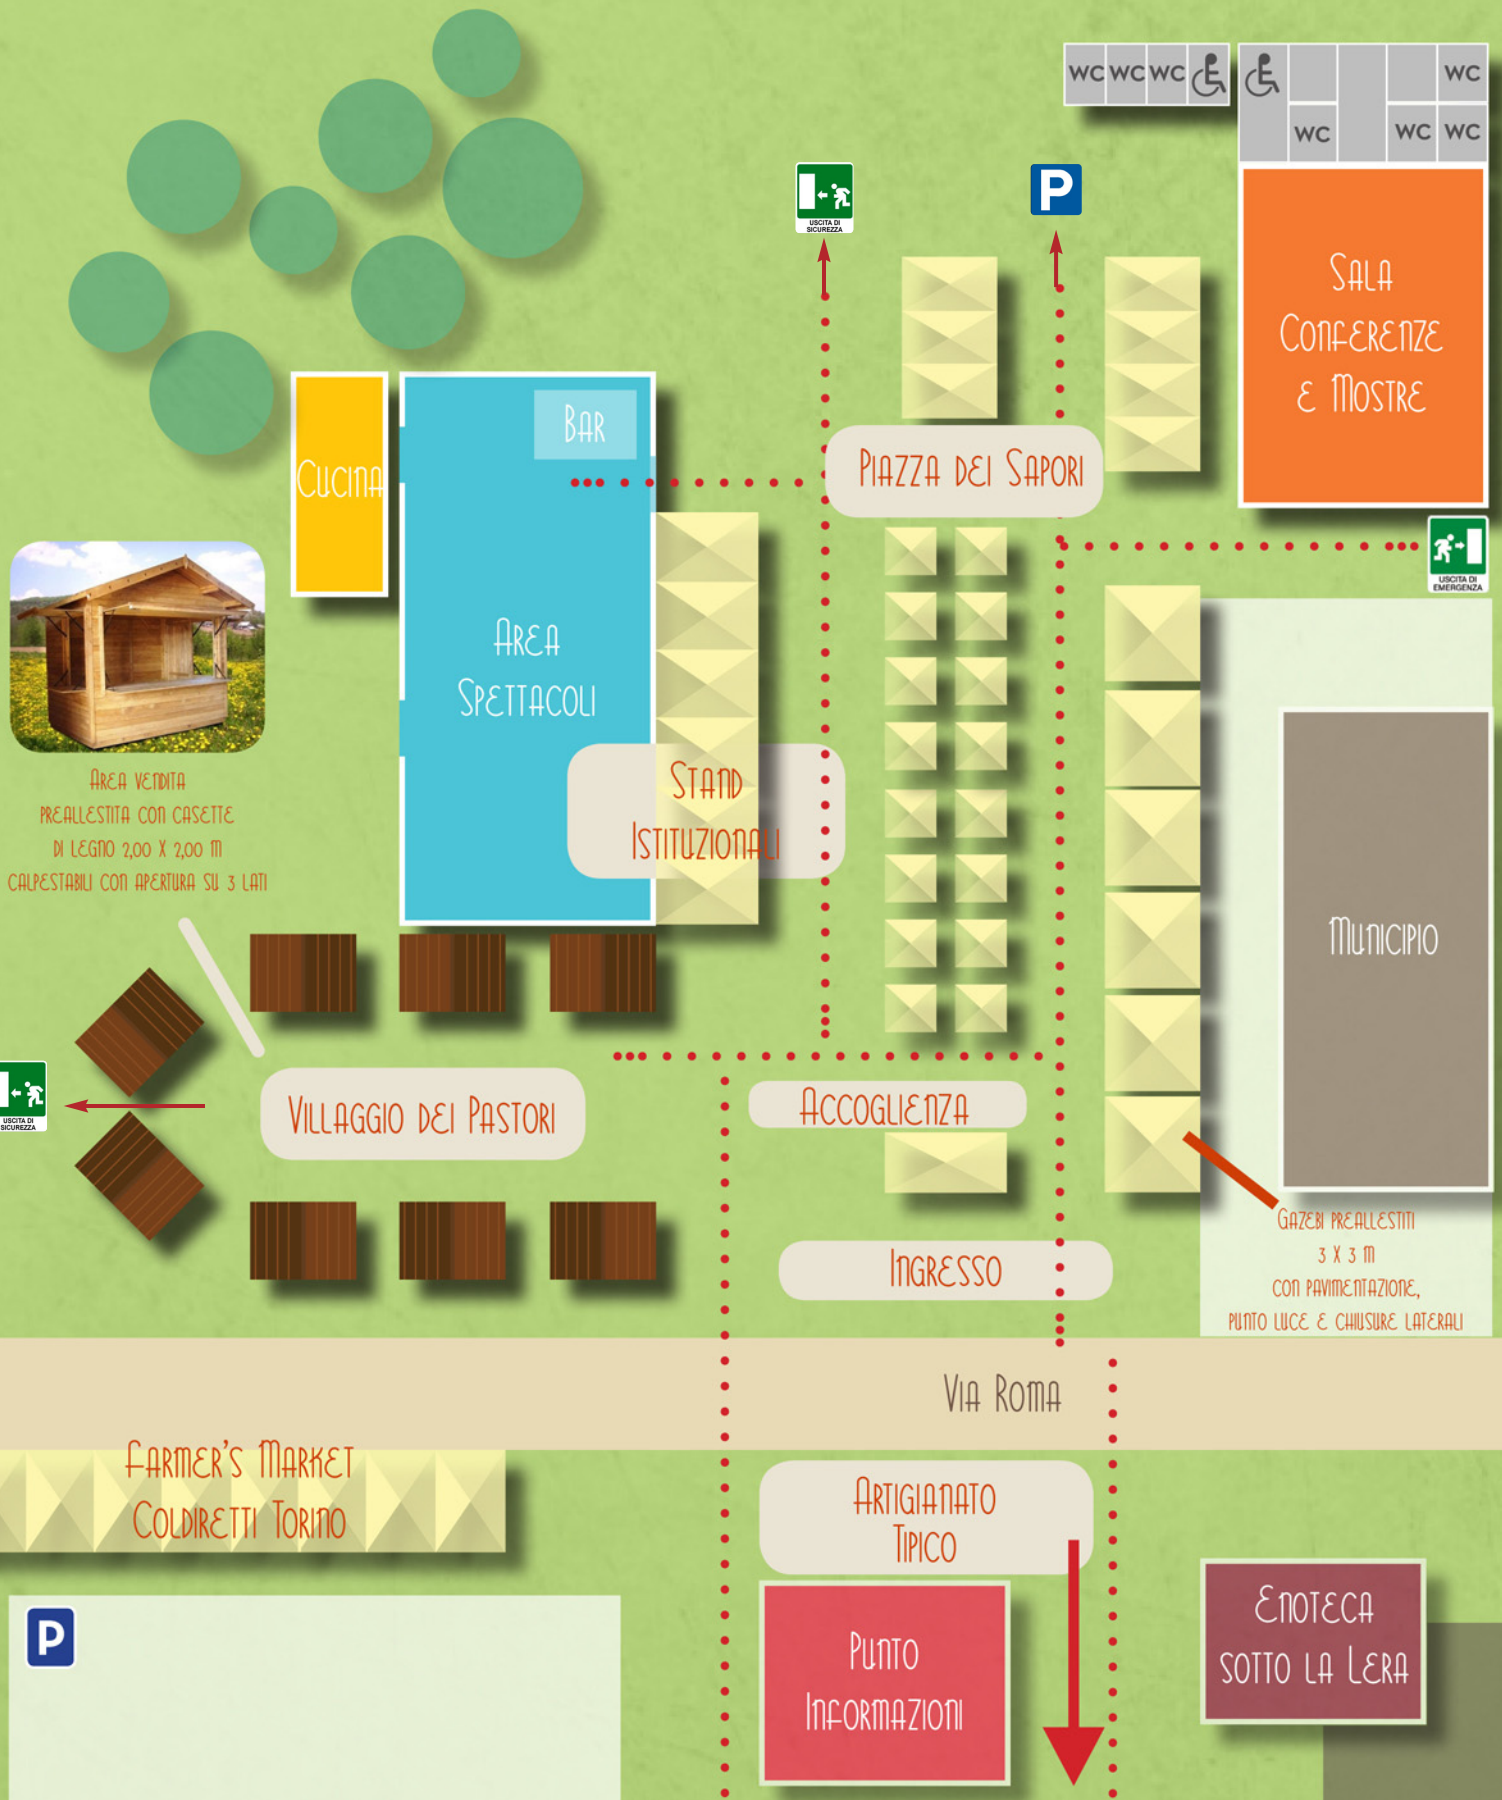 WC WC WC
WC
WC WC WC
P
USCITA DI
SICUREZZA
Sala
Conferenze
e Mostre
Bar
Cucina
Piazza dei Sapori
USCITA DI
EMERGENZA
Area
Spettacoli
Stand
Istituzionali
Area vendita
preallestita con casette
di legno 2,00 x 2,00 m
calpestabili con apertura su 3 lati
Municipio
USCITA DI
SICUREZZA
Villaggio dei Pastori
Accoglienza
Gazebi preallestiti
3 x 3 m
con pavimentazione,
punto luce e chiusure laterali
Ingresso
Via Roma
Farmer's Market
Coldiretti Torino
Artigianato
Tipico
P
Punto
Informazioni
Enoteca
sotto la Lera